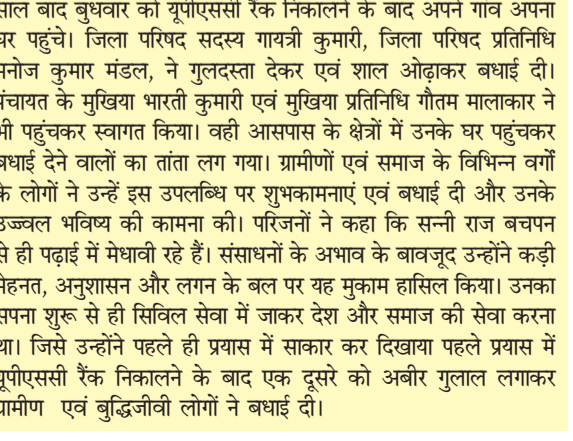 साल बाद बुधवार को यूपीएससी रैंक निकालने के बाद अपने गांव अपना
घर पहुंचे। जिला परिषद सदस्य गायत्री कुमारी, जिला परिषद प्रतिनिधि
मनोज कुमार मंडल, ने गुलदस्ता देकर एवं शाल ओढ़ाकर बधाई दी।
पंचायत के मुखिया भारती कुमारी एवं मुखिया प्रतिनिधि गौतम मालाकार ने
भी पहुंचकर स्वागत किया। वही आसपास के क्षेत्रों में उनके घर पहुंचकर
बधाई देने वालों का तांता लग गया। ग्रामीणों एवं समाज के विभिन्न वर्गों
के लोगों ने उन्हें इस उपलब्धि पर शुभकामनाएं एवं बधाई दी और उनके
उज्ज्वल भविष्य की कामना की। परिजनों ने कहा कि सन्नी राज बचपन
से ही पढ़ाई में मेधावी रहे हैं। संसाधनों के अभाव के बावजूद उन्होंने कड़ी
मेहनत, अनुशासन और लगन के बल पर यह मुकाम हासिल किया। उनका
सपना शुरू से ही सिविल सेवा में जाकर देश और समाज की सेवा करना
था। जिसे उन्होंने पहले ही प्रयास में साकार कर दिखाया पहले प्रयास में
यूपीएससी रैंक निकालने के बाद एक दूसरे को अबीर गुलाल लगाकर
ग्रामीण एवं बुद्धिजीवी लोगों ने बधाई दी।